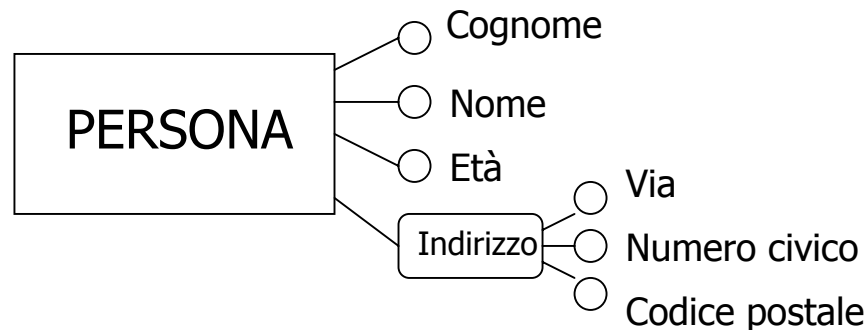 Cognome
PERSONA
Nome
Età
Indirizzo
Via
Numero civico
Codice postale